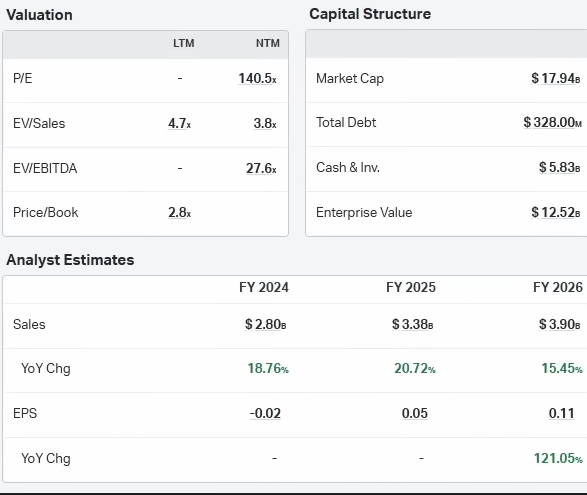 Valuation
LTM NTM
P/E - 140.5x
EV/Sales 4.7x 3.8x
EV/EBITDA - 27.6x
Price/Book 2.8x
Capital Structure
Market Cap $17.94B
Total Debt $328.00M
Cash & Inv. $5.83B
Enterprise Value $12.52B
Analyst Estimates
FY 2024 FY 2025 FY 2026
Sales $2.80B $3.38B $3.90B
YoY Chg 18.76% 20.72% 15.45%
EPS -0.02 0.05 0.11
YoY Chg - - 121.05%